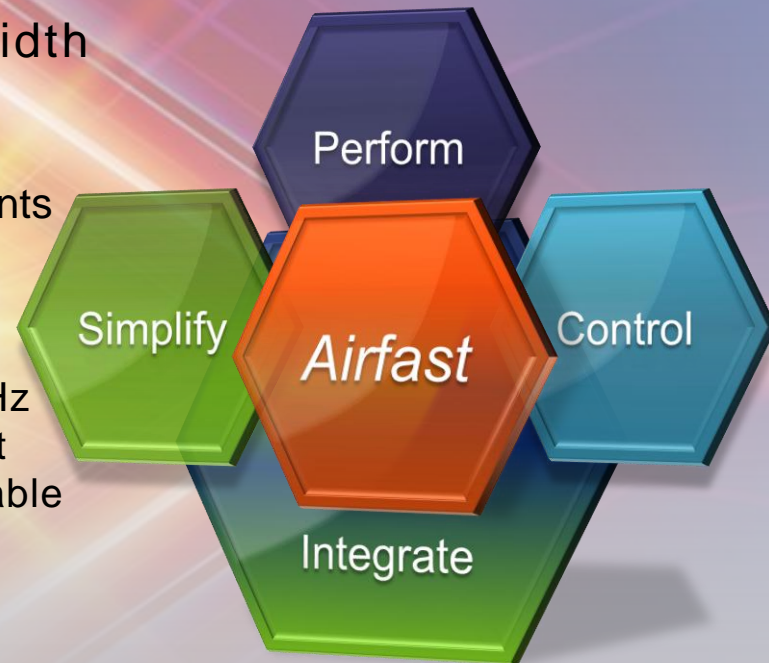 idth
nts
Hz
t
able
Perform
Simplify
Airfast
Control
Integrate